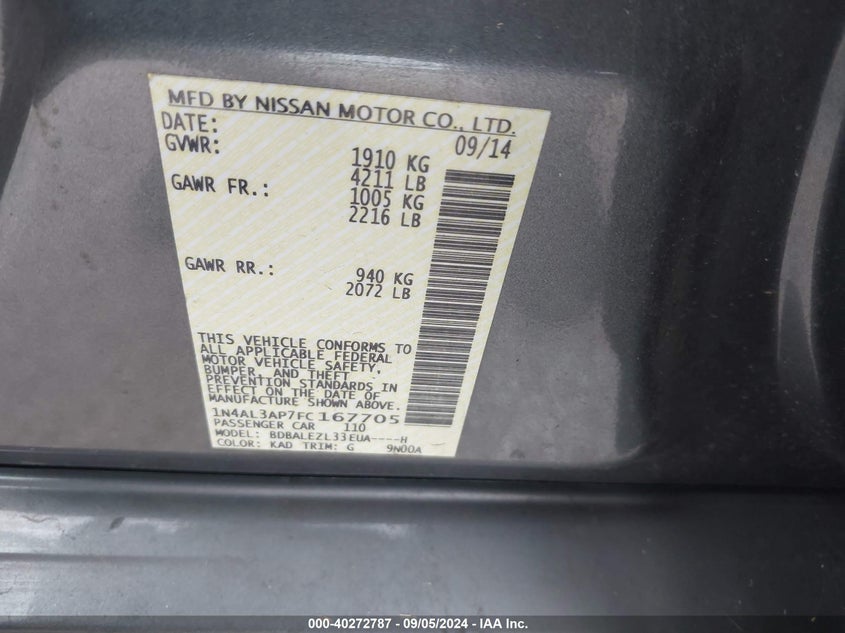 MFD BY NISSAN MOTOR CO., LTD.
DATE: 09/14
GVWR: 1910 KG
4211 LB
GAWR FR.: 1005 KG
2216 LB
GAWR RR.: 940 KG
2072 LB
THIS VEHICLE CONFORMS TO
ALL APPLICABLE FEDERAL
MOTOR VEHICLE SAFETY,
BUMPER, AND THEFT
PREVENTION STANDARDS IN
EFFECT ON THE DATE OF
MANUFACTURE SHOWN ABOVE.
1N4AL3AP7FC167705
PASSENGER CAR 110
MODEL: BDBALEZL33EUA----H
COLOR: KAD TRIM: G 9N00A
000-40272787 - 09/05/2024 - IAA Inc.